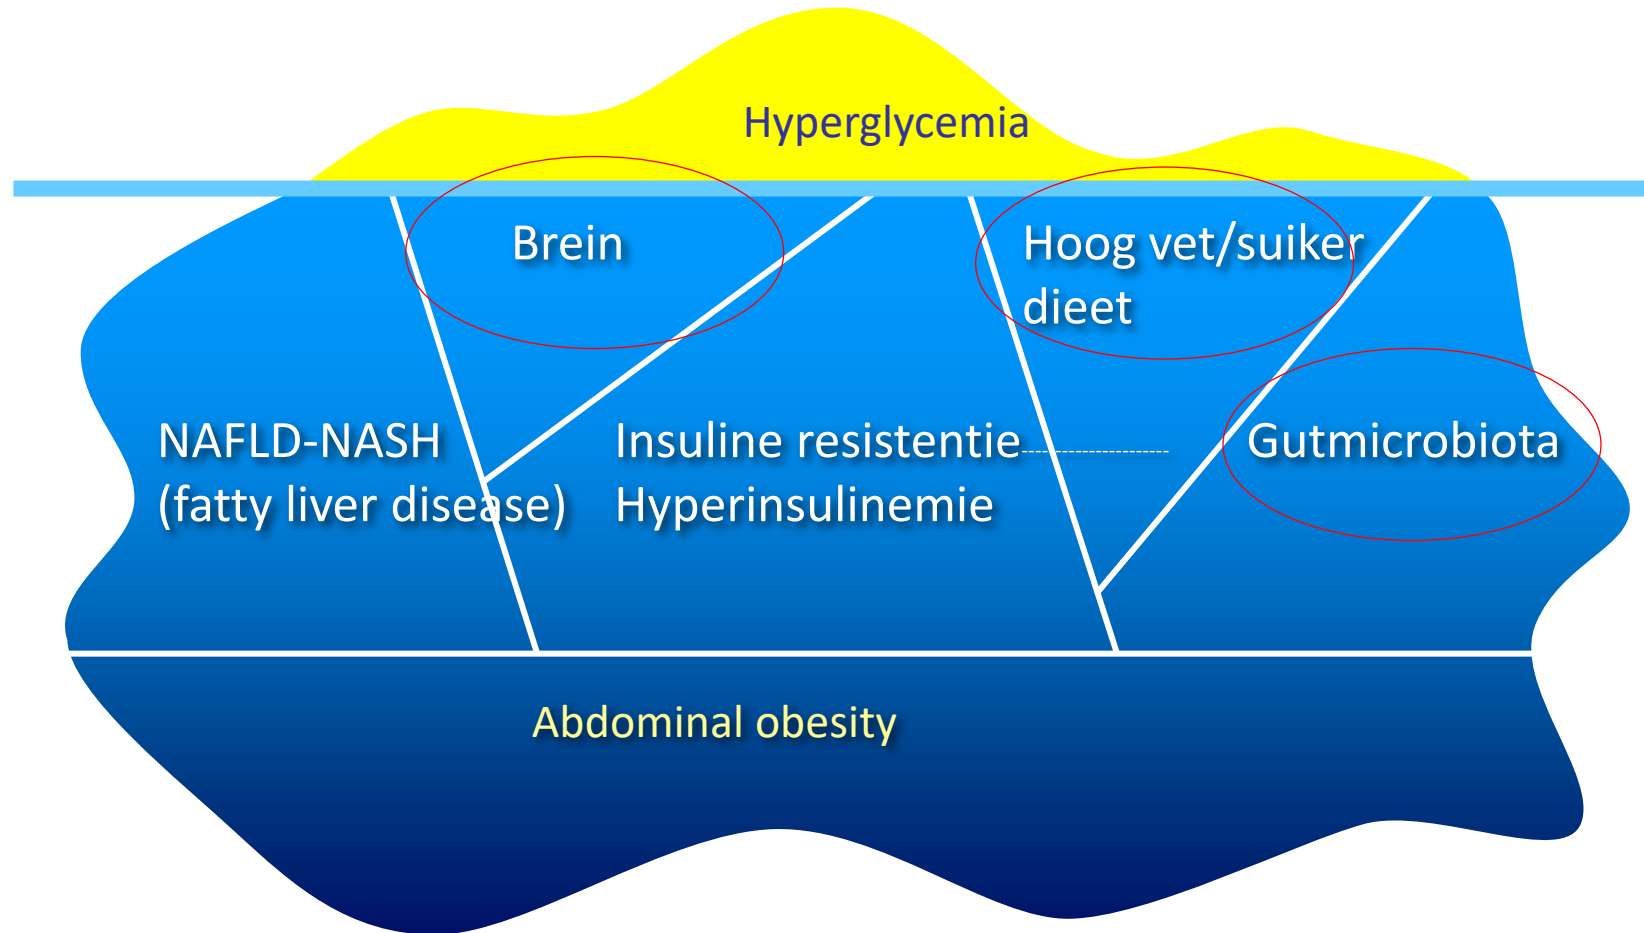 Hyperglycemia
Brein
Hoog vet/suiker
dieet
NAFLD-NASH
(fatty liver disease)
Insuline resistentie
Hyperinsulinemie
Gutmicrobiota
Abdominal obesity